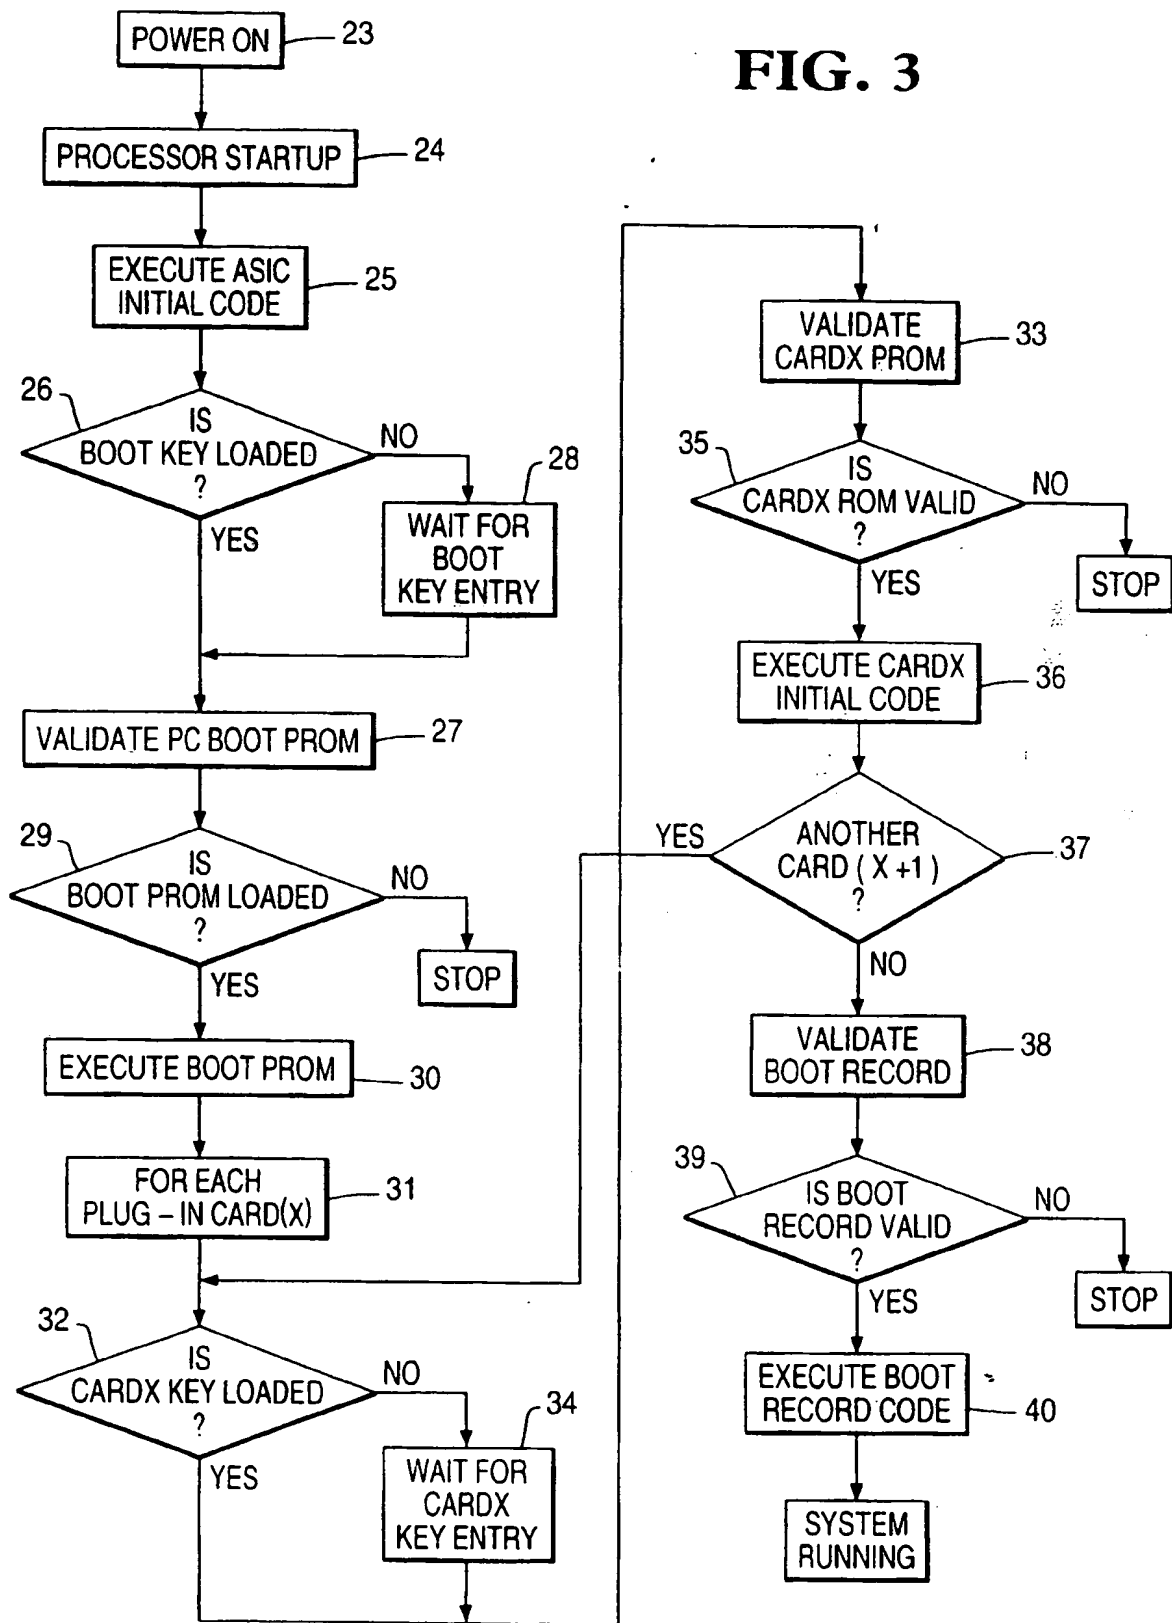 FIG. 3
POWER ON
23
PROCESSOR STARTUP
24
EXECUTE ASIC
INITIAL CODE
25
26
IS
BOOT KEY LOADED
?
NO
YES
28
WAIT FOR
BOOT
KEY ENTRY
VALIDATE PC BOOT PROM
27
29
IS
BOOT PROM LOADED
?
NO
STOP
YES
EXECUTE BOOT PROM
30
FOR EACH
PLUG – IN CARD(X)
31
32
IS
CARDX KEY LOADED
?
NO
YES
34
WAIT FOR
CARDX
KEY ENTRY
VALIDATE
CARDX PROM
33
35
IS
CARDX ROM VALID
?
NO
STOP
YES
EXECUTE CARDX
INITIAL CODE
36
YES
ANOTHER
CARD ( X +1 )
?
37
NO
VALIDATE
BOOT RECORD
38
39
IS BOOT
RECORD VALID
?
NO
STOP
YES
EXECUTE BOOT
RECORD CODE
40
SYSTEM
RUNNING